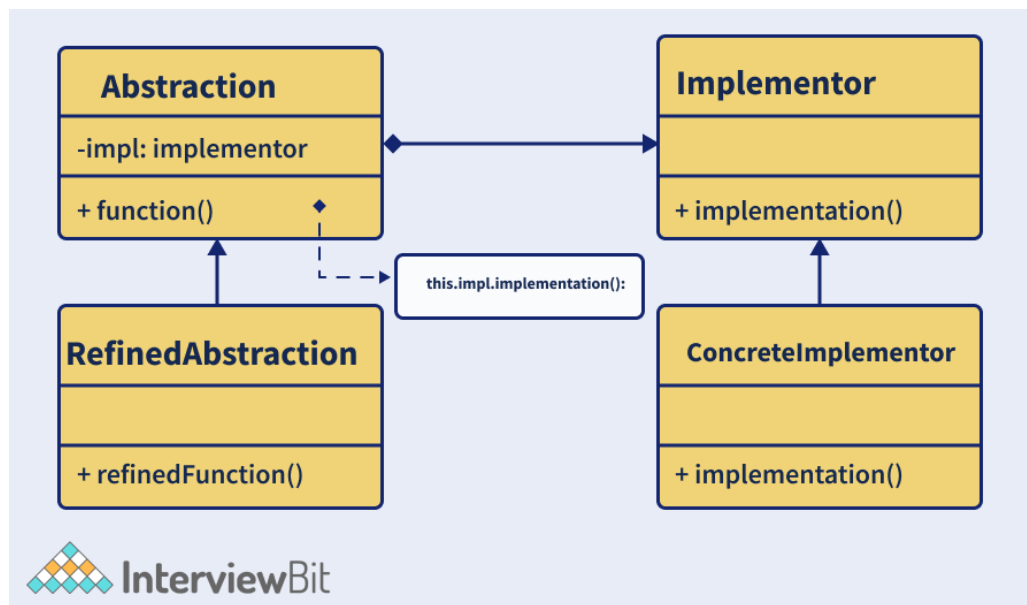 Abstraction
-impl: implementor
+ function()
Implementor
+ implementation()
this.impl.implementation():
RefinedAbstraction
+ refinedFunction()
ConcreteImplementor
+ implementation()
InterviewBit